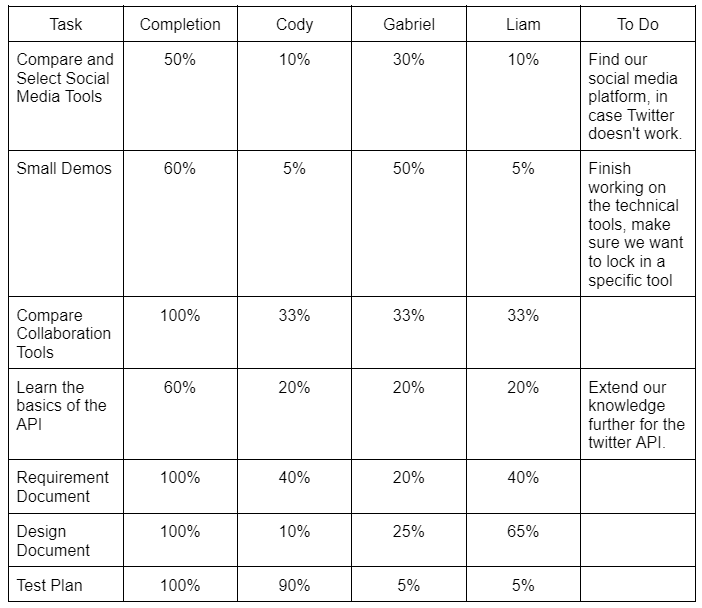 Task Completion Cody Gabriel Liam To Do
Compare and 50% 10% 30% 10% Find our
Select Social social media
Media Tools platform, in
case Twitter
doesn't work.
Small Demos 60% 5% 50% 5% Finish
working on
the technical
tools, make
sure we want
to lock in a
specific tool
Compare 100% 33% 33% 33%
Collaboration
Tools
Learn the 60% 20% 20% 20% Extend our
basics of the knowledge
API further for the
twitter API.
Requirement 100% 40% 20% 40%
Document
Design 100% 10% 25% 65%
Document
Test Plan 100% 90% 5% 5%